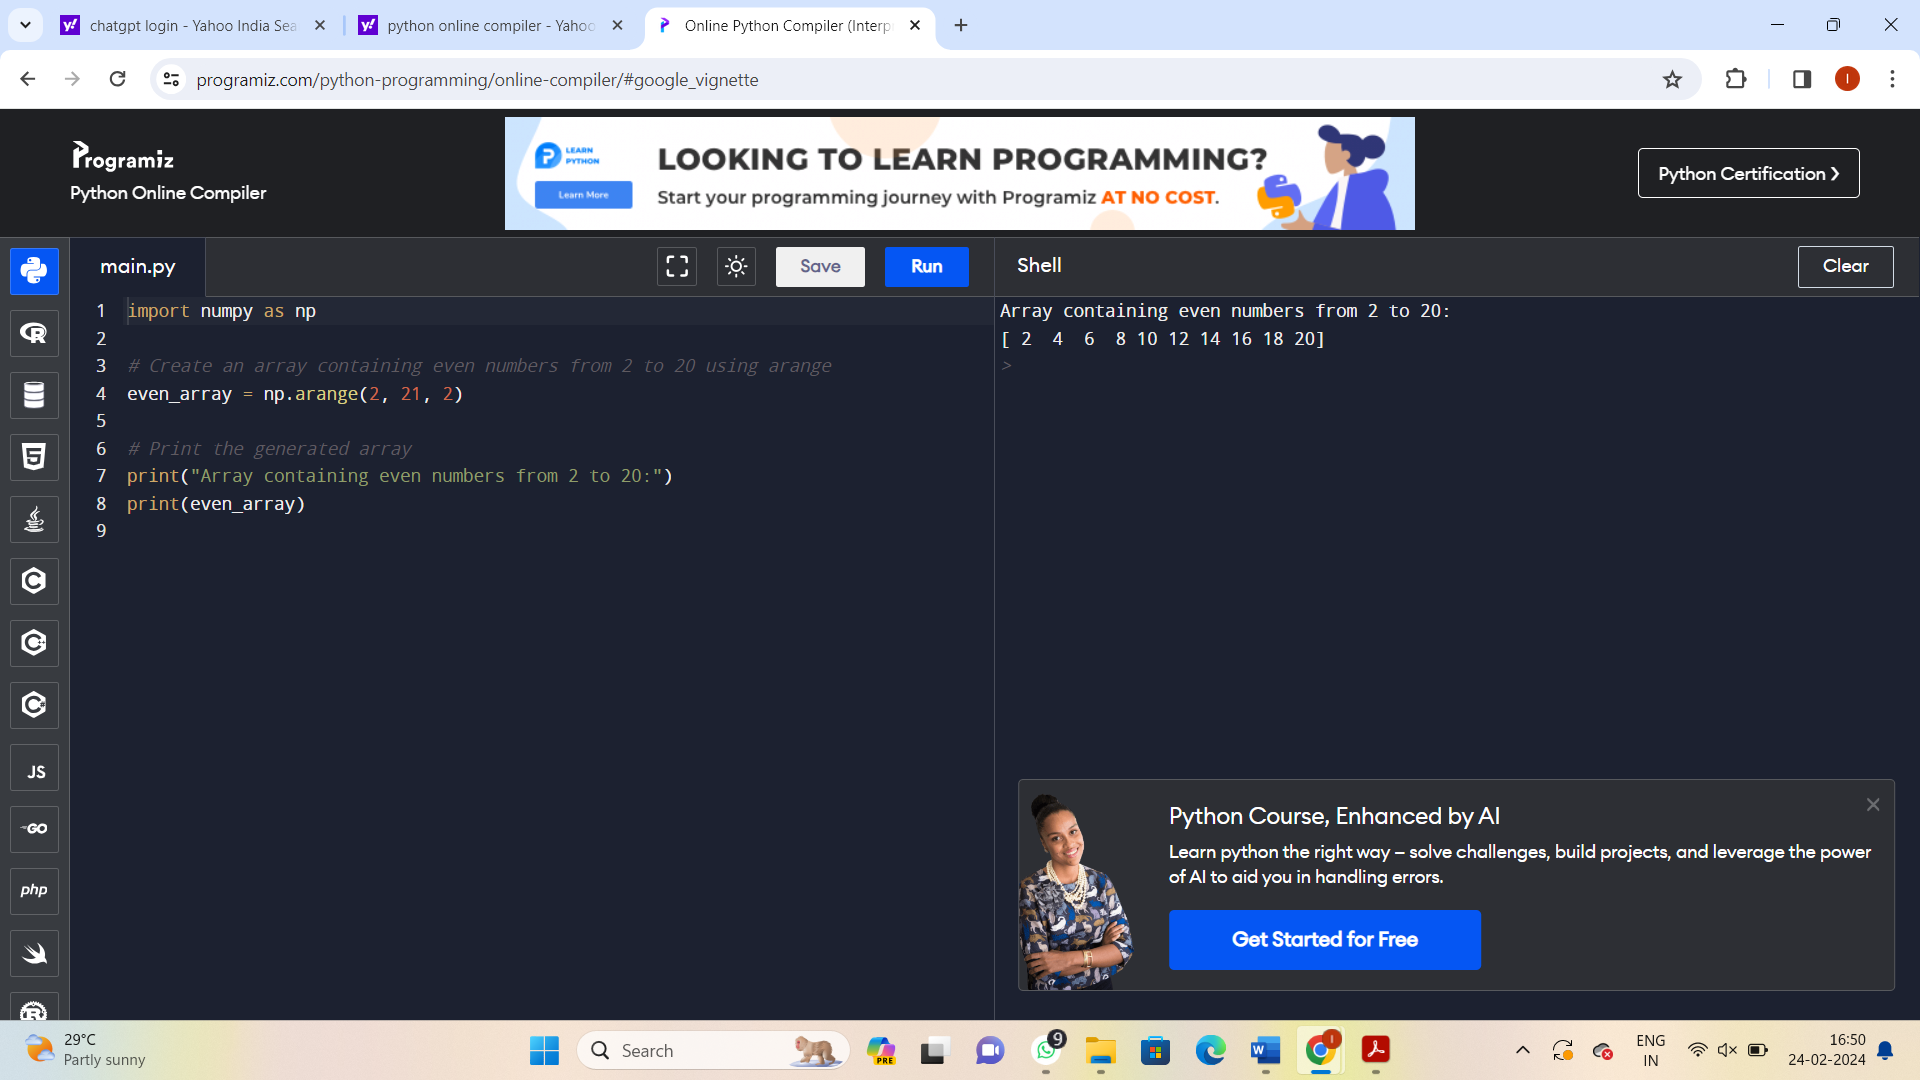 chatgpt login - Yahoo India Sea
python online compiler - Yahoo
Online Python Compiler (Interp
programiz.com/python-programming/online-compiler/#google_vignette
I
Programiz
Python Online Compiler
LEARN
PYTHON
Learn More
LOOKING TO LEARN PROGRAMMING?
Start your programming journey with Programiz AT NO COST.
Python Certification
main.py
Save
Run
Shell
Clear
1 import numpy as np
2
3 # Create an array containing even numbers from 2 to 20 using arange
4 even_array = np.arange(2, 21, 2)
5
6 # Print the generated array
7 print("Array containing even numbers from 2 to 20:")
8 print(even_array)
9
Array containing even numbers from 2 to 20:
[ 2  4  6  8 10 12 14 16 18 20]
>
JS
GO
php
Python Course, Enhanced by AI
Learn python the right way – solve challenges, build projects, and leverage the power
of AI to aid you in handling errors.
Get Started for Free
29°C
Partly sunny
Search
PRE
9
ENG
IN
16:50
24-02-2024